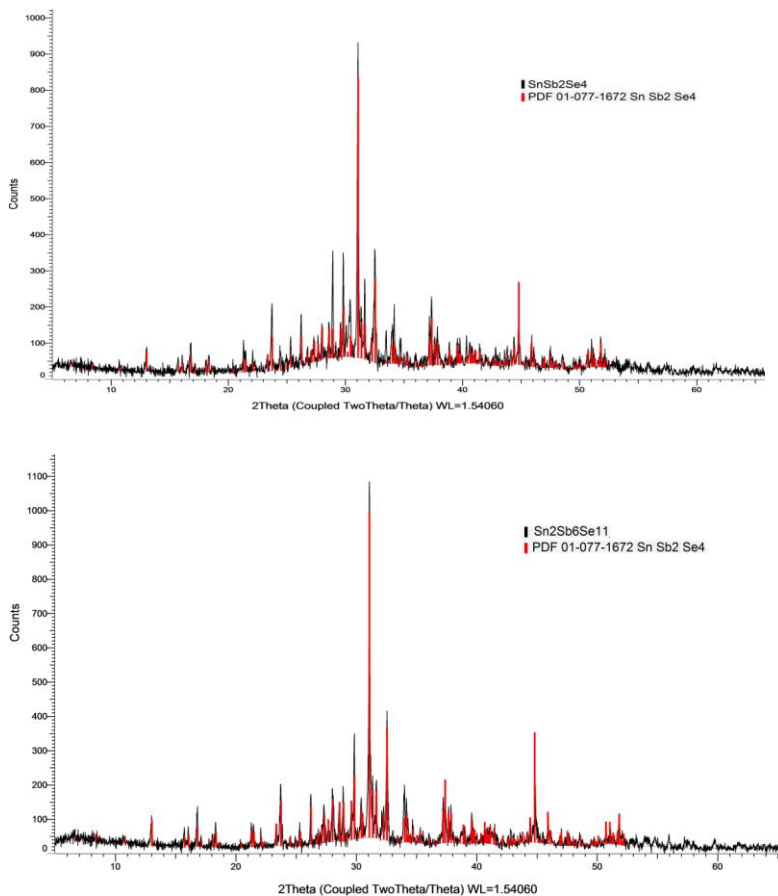 1000
900
800
700
600
500
400
300
200
100
0
Counts
SnSb2Se4
PDF 01-077-1672 Sn Sb2 Se4
10 20 30 40 50 60
2Theta (Coupled TwoTheta/Theta) WL=1.54060
1100
1000
900
800
700
600
500
400
300
200
100
0
Counts
Sn2Sb6Se11
PDF 01-077-1672 Sn Sb2 Se4
10 20 30 40 50 60
2Theta (Coupled TwoTheta/Theta) WL=1.54060